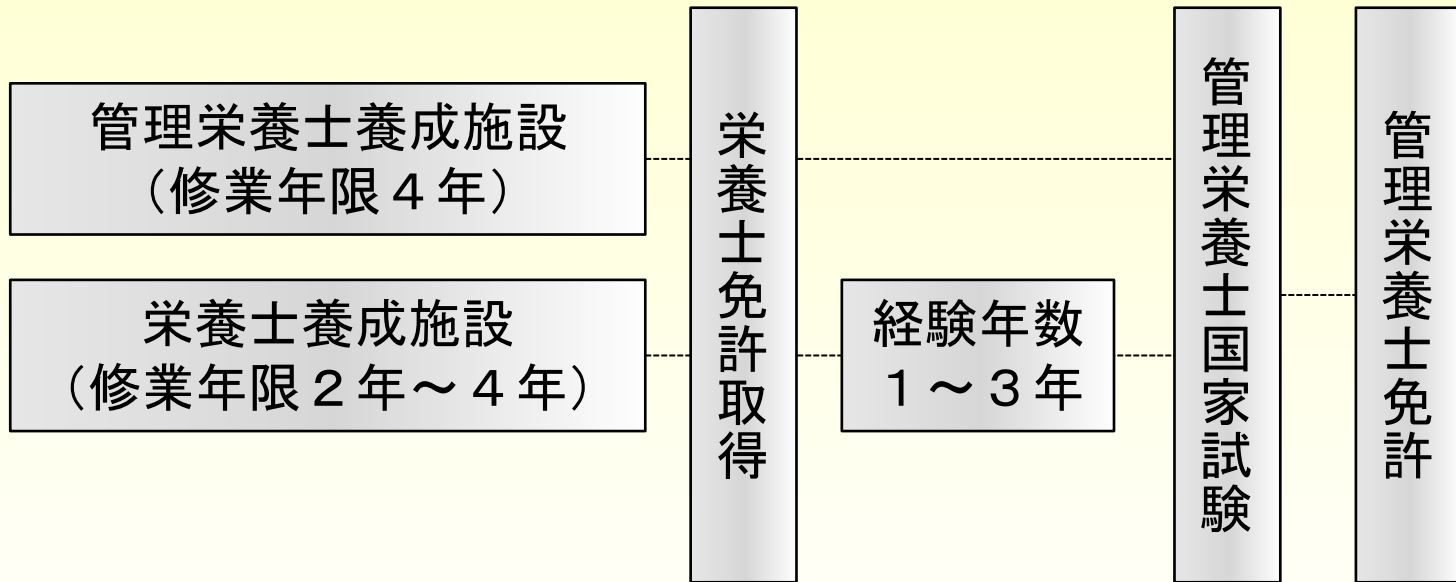 管理栄養士養成施設
（修業年限４年）
栄養士養成施設
（修業年限２年～４年）
栄養士免許取得
経験年数
１～３年
管理栄養士国家試験
管理栄養士免許